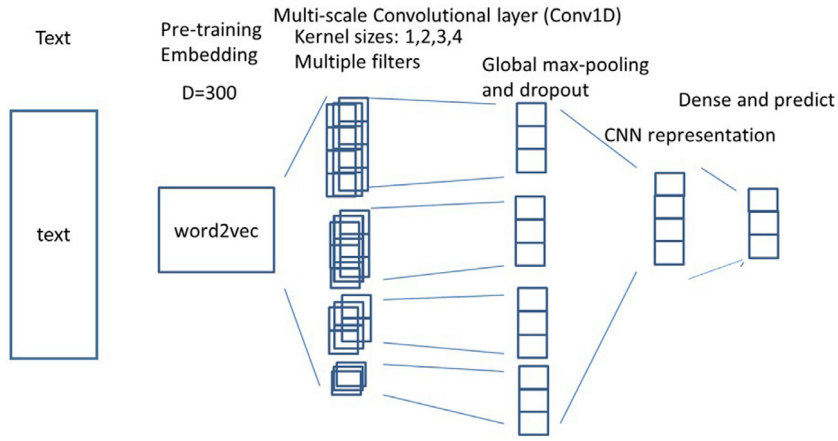 Text
Pre-training
Embedding
D=300
Multi-scale Convolutional layer (Conv1D)
Kernel sizes: 1,2,3,4
Multiple filters
Global max-pooling
and dropout
Dense and predict
CNN representation
text
word2vec